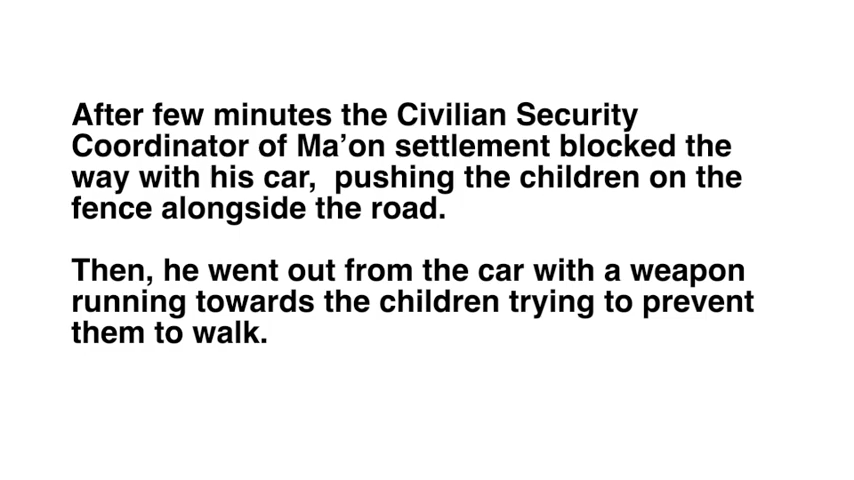 After few minutes the Civilian Security
Coordinator of Ma’on settlement blocked the
way with his car,  pushing the children on the
fence alongside the road.
Then, he went out from the car with a weapon
running towards the children trying to prevent
them to walk.